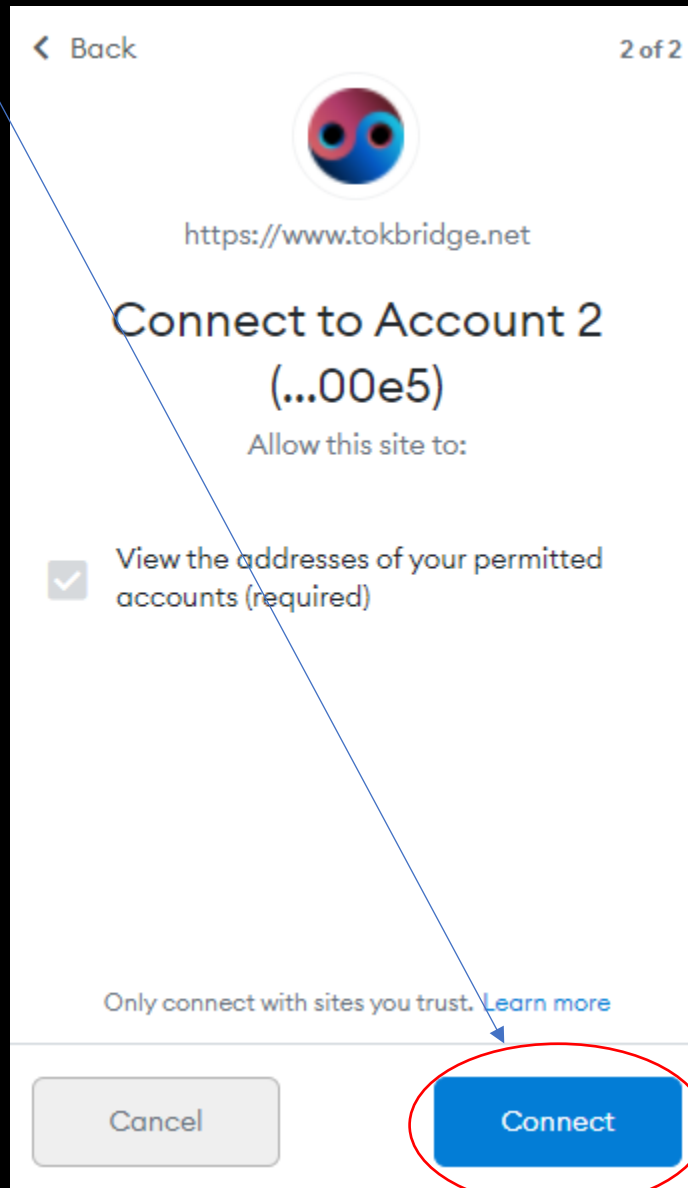 Back
2 of 2
https://www.tokbridge.net
Connect to Account 2
(...00e5)
Allow this site to:
View the addresses of your permitted
accounts (required)
Only connect with sites you trust. Learn more
Cancel
Connect